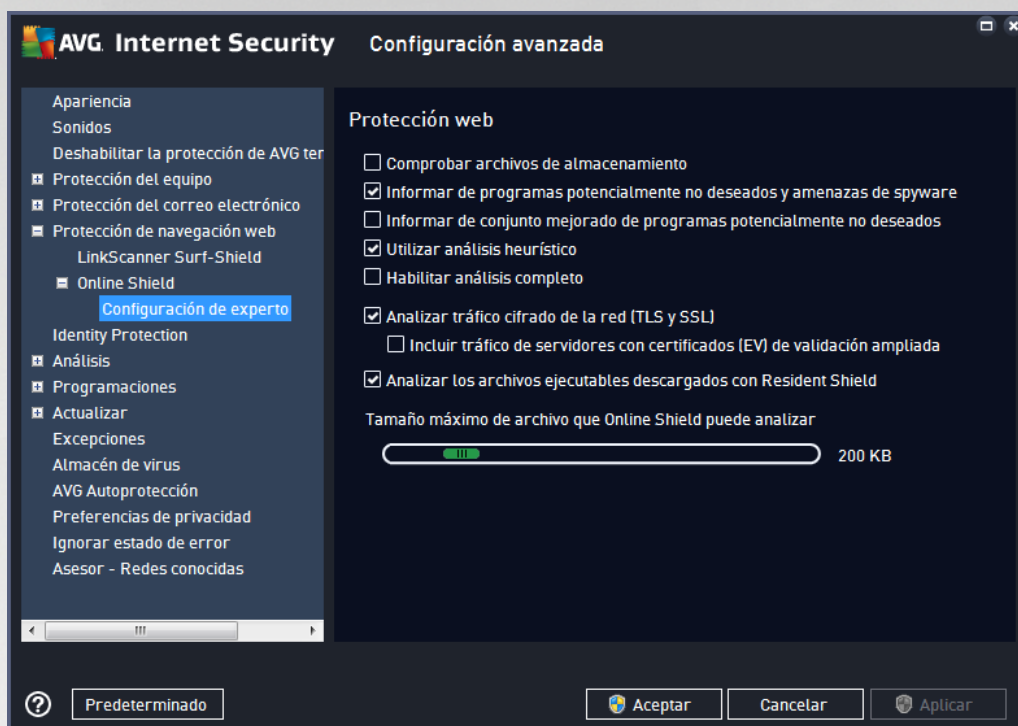 AVG. Internet Security Configuración avanzada
Apariencia
Sonidos
Deshabilitar la protección de AVG ter
Protección del equipo
Protección del correo electrónico
Protección de navegación web
LinkScanner Surf-Shield
Online Shield
Configuración de experto
Identity Protection
Análisis
Programaciones
Actualizar
Excepciones
Almacén de virus
AVG Autoprotección
Preferencias de privacidad
Ignorar estado de error
Asesor - Redes conocidas
Protección web
Comprobar archivos de almacenamiento
Informar de programas potencialmente no deseados y amenazas de spyware
Informar de conjunto mejorado de programas potencialmente no deseados
Utilizar análisis heurístico
Habilitar análisis completo
Analizar tráfico cifrado de la red (TLS y SSL)
Incluir tráfico de servidores con certificados (EV) de validación ampliada
Analizar los archivos ejecutables descargados con Resident Shield
Tamaño máximo de archivo que Online Shield puede analizar
200 KB
Predeterminado
Aceptar
Cancelar
Aplicar